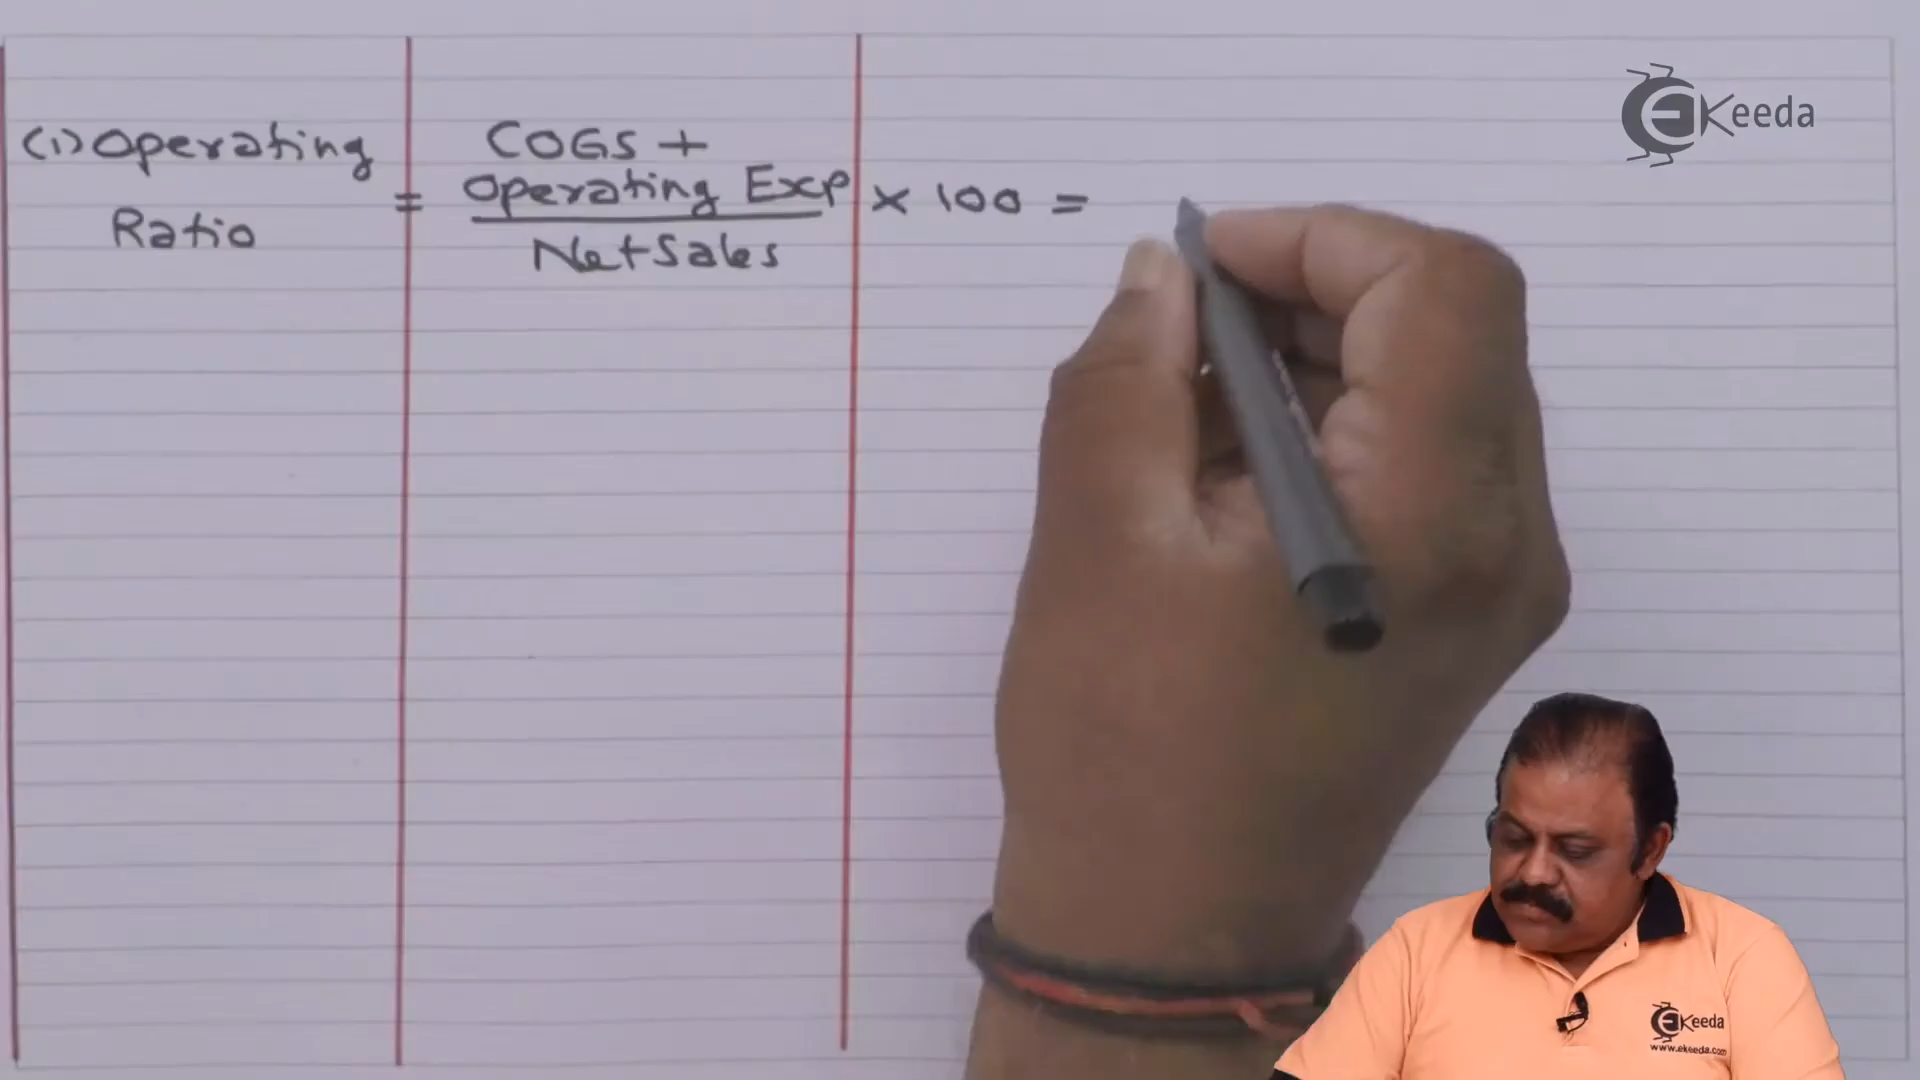 (1) Operating
Ratio
=
COGS +
Operating Exp
Net Sales
× 100 =
EKeeda
EKeeda
www.ekeeda.com